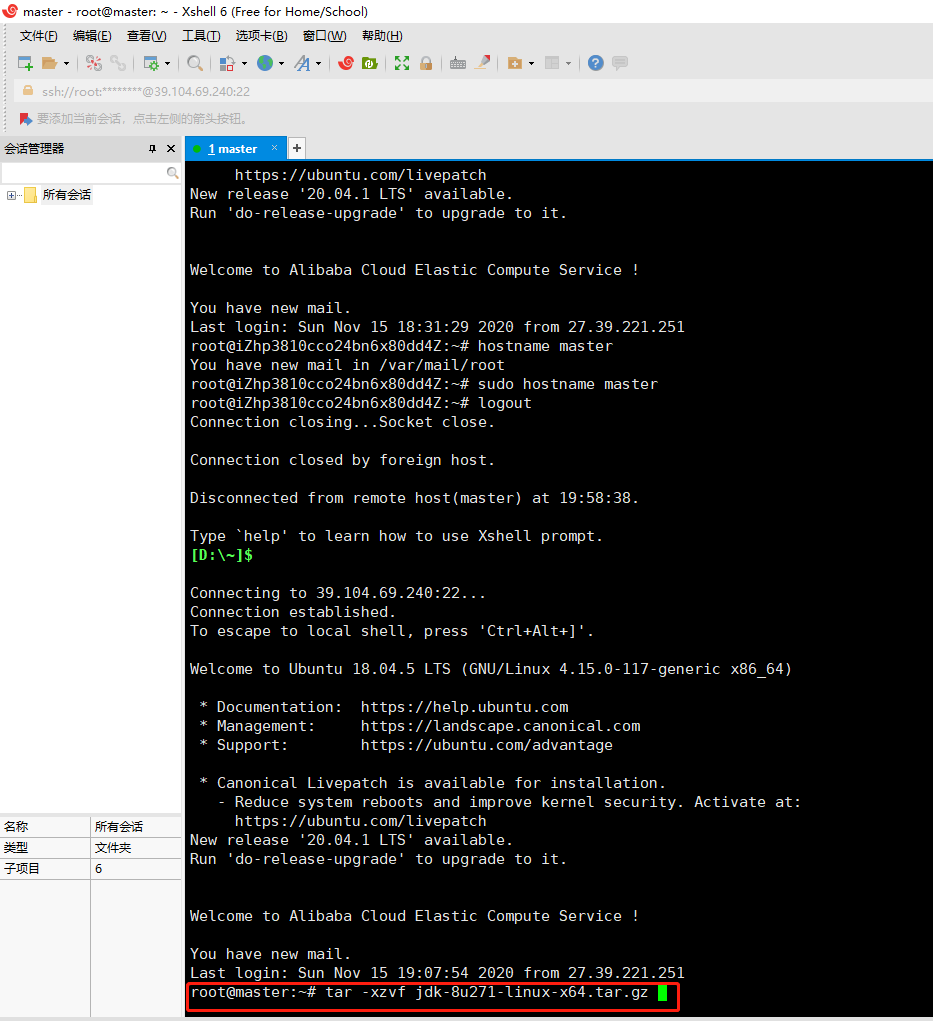 master - root@master: ~ - Xshell 6 (Free for Home/School)
文件(F) 编辑(E) 查看(V) 工具(T) 选项卡(B) 窗口(W) 帮助(H)
ssh://root:********@39.104.69.240:22
要添加当前会话，点击左侧的箭头按钮。
会话管理器
1 master
所有会话
https://ubuntu.com/livepatch
New release '20.04.1 LTS' available.
Run 'do-release-upgrade' to upgrade to it.
Welcome to Alibaba Cloud Elastic Compute Service !
You have new mail.
Last login: Sun Nov 15 18:31:29 2020 from 27.39.221.251
root@iZhp3810cco24bn6x80dd4Z:~# hostname master
You have new mail in /var/mail/root
root@iZhp3810cco24bn6x80dd4Z:~# sudo hostname master
root@iZhp3810cco24bn6x80dd4Z:~# logout
Connection closing...Socket close.
Connection closed by foreign host.
Disconnected from remote host(master) at 19:58:38.
Type `help' to learn how to use Xshell prompt.
[D:\~]$
Connecting to 39.104.69.240:22...
Connection established.
To escape to local shell, press 'Ctrl+Alt+]'.
Welcome to Ubuntu 18.04.5 LTS (GNU/Linux 4.15.0-117-generic x86_64)
* Documentation:  https://help.ubuntu.com
* Management:     https://landscape.canonical.com
* Support:        https://ubuntu.com/advantage
* Canonical Livepatch is available for installation.
- Reduce system reboots and improve kernel security. Activate at:
https://ubuntu.com/livepatch
New release '20.04.1 LTS' available.
Run 'do-release-upgrade' to upgrade to it.
Welcome to Alibaba Cloud Elastic Compute Service !
You have new mail.
Last login: Sun Nov 15 19:07:54 2020 from 27.39.221.251
root@master:~# tar -xzvf jdk-8u271-linux-x64.tar.gz
名称 所有会话
类型 文件夹
子项目 6